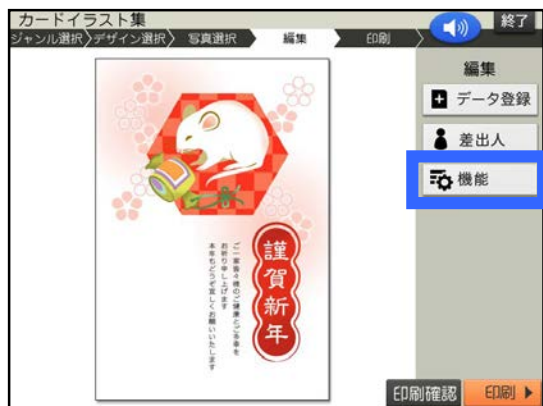 カードイラスト集
終了
ジャンル選択〉デザイン選択〉 写真選択 編集 印刷
編集
データ登録
差出人
機能
謹賀新年
ご一家皆々様のご健康とご多幸を
お祈り申し上げます
本年もどうぞ宜しくお願いいたします
印刷確認
印刷